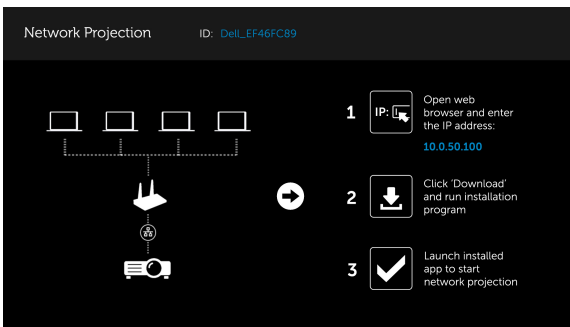 Network Projection ID: Dell_EF46FC89
1
IP:
Open web
browser and enter
the IP address:
10.0.50.100
2
Click 'Download'
and run installation
program
3
Launch installed
app to start
network projection